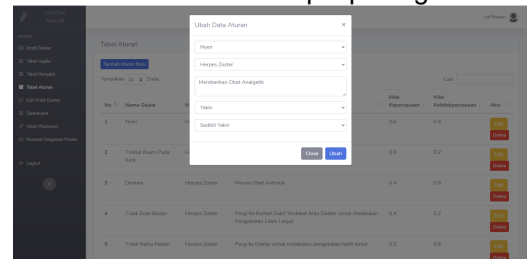 SISTEM
PAKAR
Ubah Data Aturan
×
Arif Ridwan
Profil Dokter
Tabel Gejala
Tabel Penyakit
Tabel Aturan
Edit Profil Dokter
Diagnosa
Ubah Password
Riwayat Diagnosis Pasien
Logout
Tabel Aturan
Tambah Aturan Baru
Tampilkan 10 Data
Cari:
Nyeri
Herpes Zoster
Memberikan Obat Analgetik
Yakin
Sedikit Yakin
Close
Ubah
No
Nama Gejala
Nilai Kepercayaan
Nilai Ketidakpercayaan
Aksi
1
Nyeri
0.8
0.4
Edit
Delete
2
Timbul Ruam Pada Kulit
0.8
0.2
Edit
Delete
3
Demam
Herpes Zoster
Minum Obat Antiviral
0.4
0.6
Edit
Delete
4
Tidak Enak Badan
Herpes Zoster
Pergi Ke Rumah Sakit Terdekat Atau Dokter Untuk Melakukan Pengobatan Lebih Lanjut
0.4
0.2
Edit
Delete
5
Tidak Nafsu Makan
Herpes Zoster
Pergi ke Dokter untuk melakukan pengobatan lebih lanjut
0.2
0.6
Edit